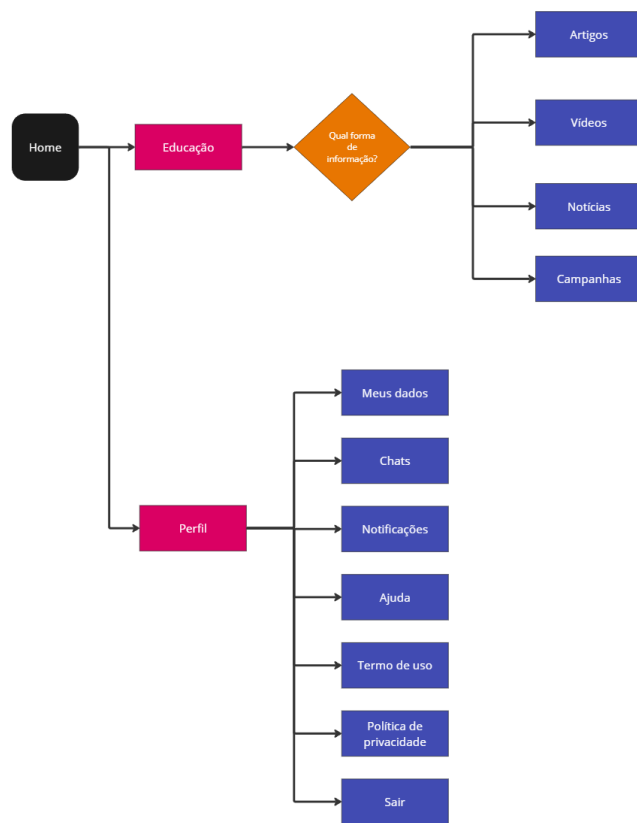 Artigos
Vídeos
Home
Educação
Qual forma
de
informação?
Notícias
Campanhas
Meus dados
Chats
Perfil
Notificações
Ajuda
Termo de uso
Política de
privacidade
Sair